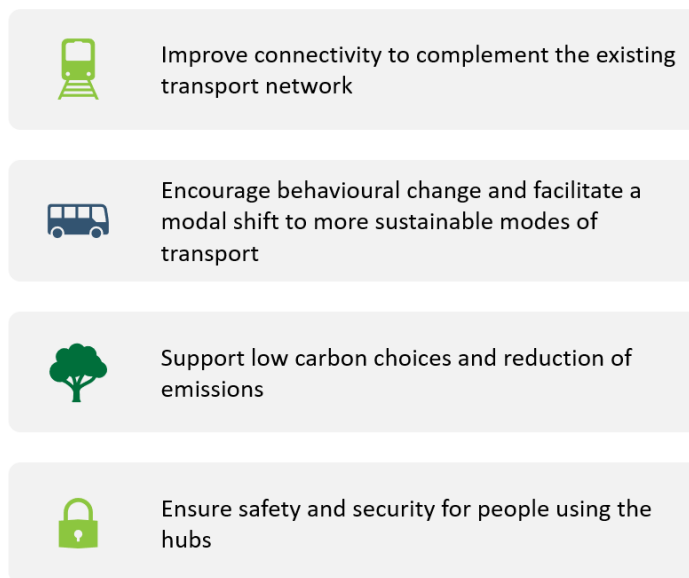 Improve connectivity to complement the existing
transport network
Encourage behavioural change and facilitate a
modal shift to more sustainable modes of
transport
Support low carbon choices and reduction of
emissions
Ensure safety and security for people using the
hubs